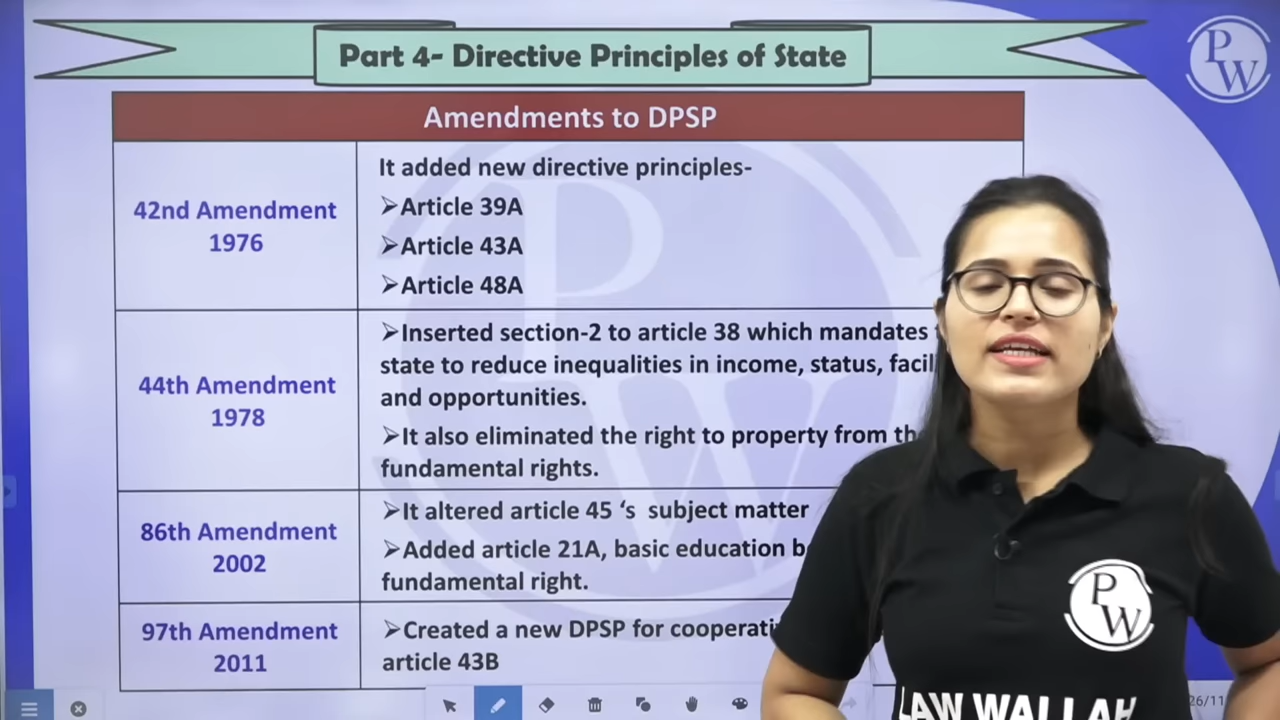 Part 4- Directive Principles of State
PW
Amendments to DPSP
42nd Amendment
1976
It added new directive principles-
➢Article 39A
➢Article 43A
➢Article 48A
44th Amendment
1978
➢Inserted section-2 to article 38 which mandates
state to reduce inequalities in income, status,
and opportunities.
➢It also eliminated the right to property from
fundamental rights.
86th Amendment
2002
➢It altered article 45 ‘s subject matter
➢Added article 21A, basic education
fundamental right.
97th Amendment
2011
➢Created a new DPSP for
article 43B
PW
PW
LAW WALLAH
26/11